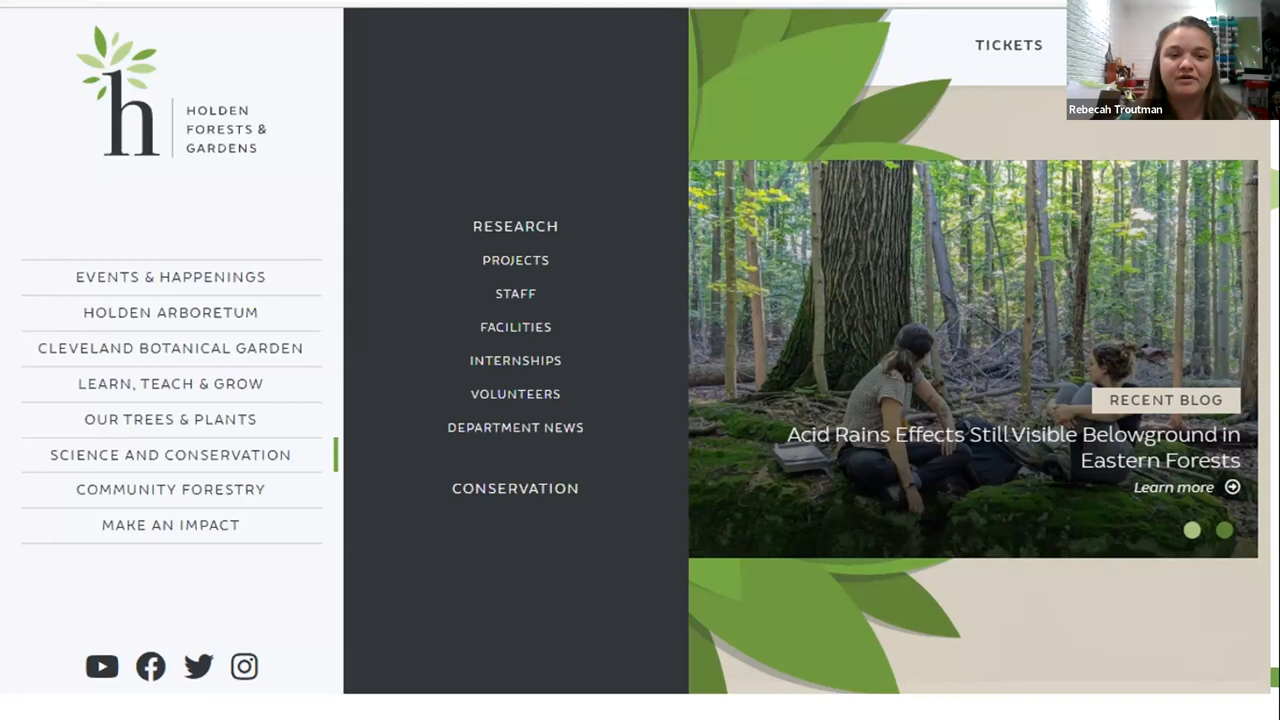 h
HOLDEN
FORESTS &
GARDENS
EVENTS & HAPPENINGS
HOLDEN ARBORETUM
CLEVELAND BOTANICAL GARDEN
LEARN, TEACH & GROW
OUR TREES & PLANTS
SCIENCE AND CONSERVATION
COMMUNITY FORESTRY
MAKE AN IMPACT
RESEARCH
PROJECTS
STAFF
FACILITIES
INTERNSHIPS
VOLUNTEERS
DEPARTMENT NEWS
CONSERVATION
TICKETS
Rebecah Troutman
RECENT BLOG
Acid Rains Effects Still Visible Belowground in
Eastern Forests
Learn more